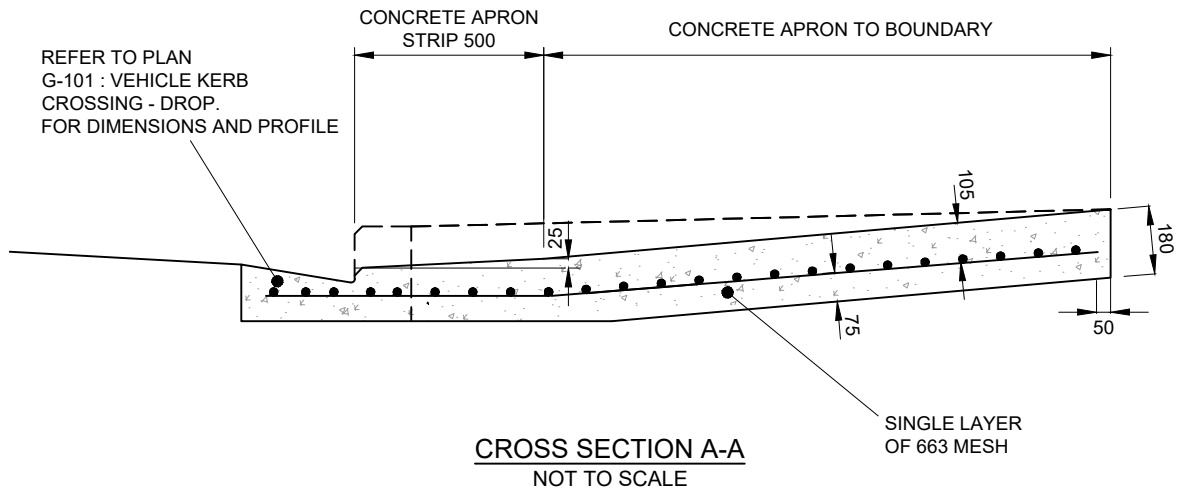 CONCRETE APRON
STRIP 500
CONCRETE APRON TO BOUNDARY
REFER TO PLAN
G-101 : VEHICLE KERB
CROSSING - DROP.
FOR DIMENSIONS AND PROFILE
25
105
180
75
50
SINGLE LAYER
OF 663 MESH
CROSS SECTION A-A
NOT TO SCALE